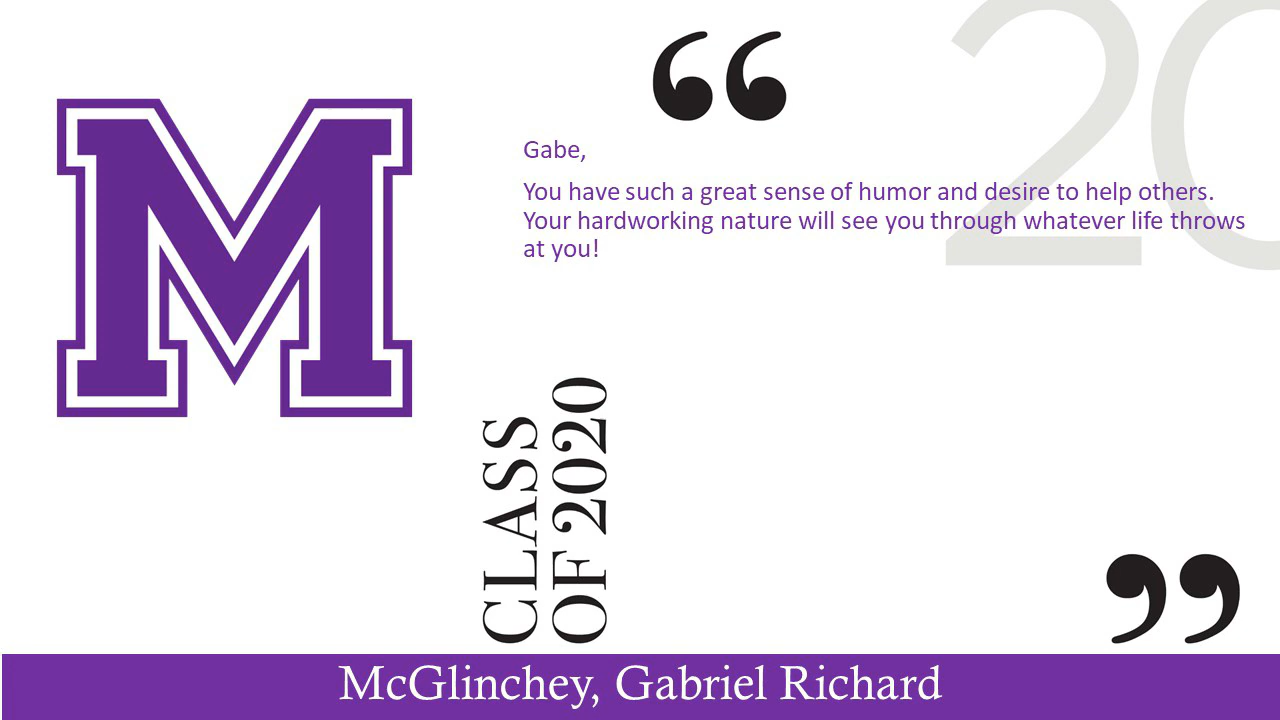 M
“
20
Gabe,
You have such a great sense of humor and desire to help others.
Your hardworking nature will see you through whatever life throws
at you!
CLASS
OF 2020
”
McGlinchey, Gabriel Richard